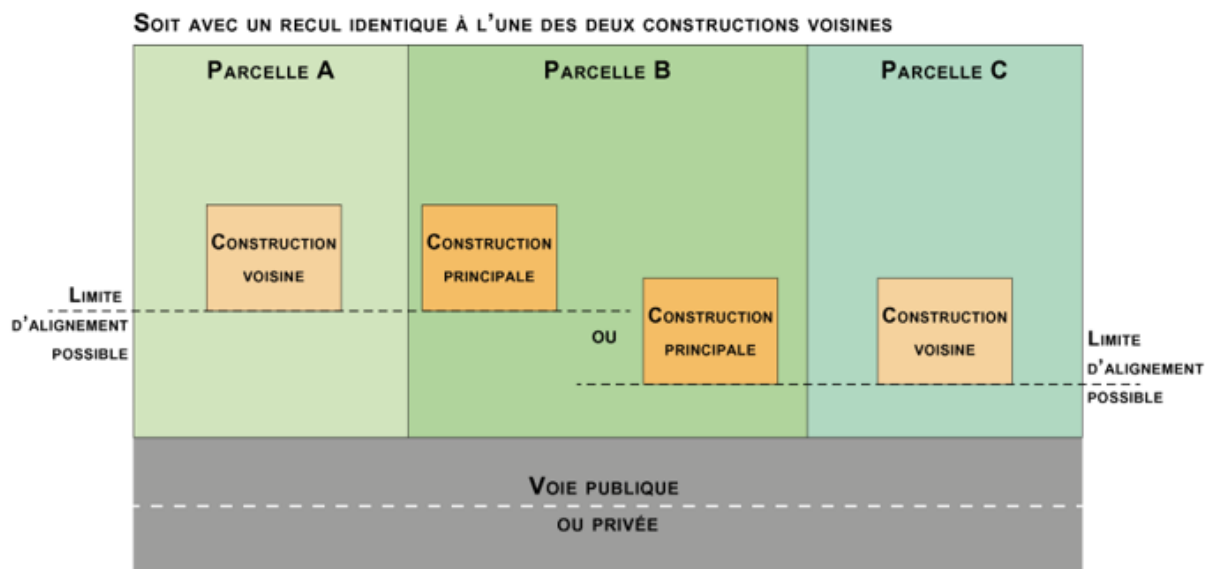 Soit avec un recul identique à l'une des deux constructions voisines
Parcelle A
Parcelle B
Parcelle C
Construction
voisine
Construction
principale
Limite
d'alignement
possible
ou
Construction
principale
Construction
voisine
Limite
d'alignement
possible
Voie publique
ou privée